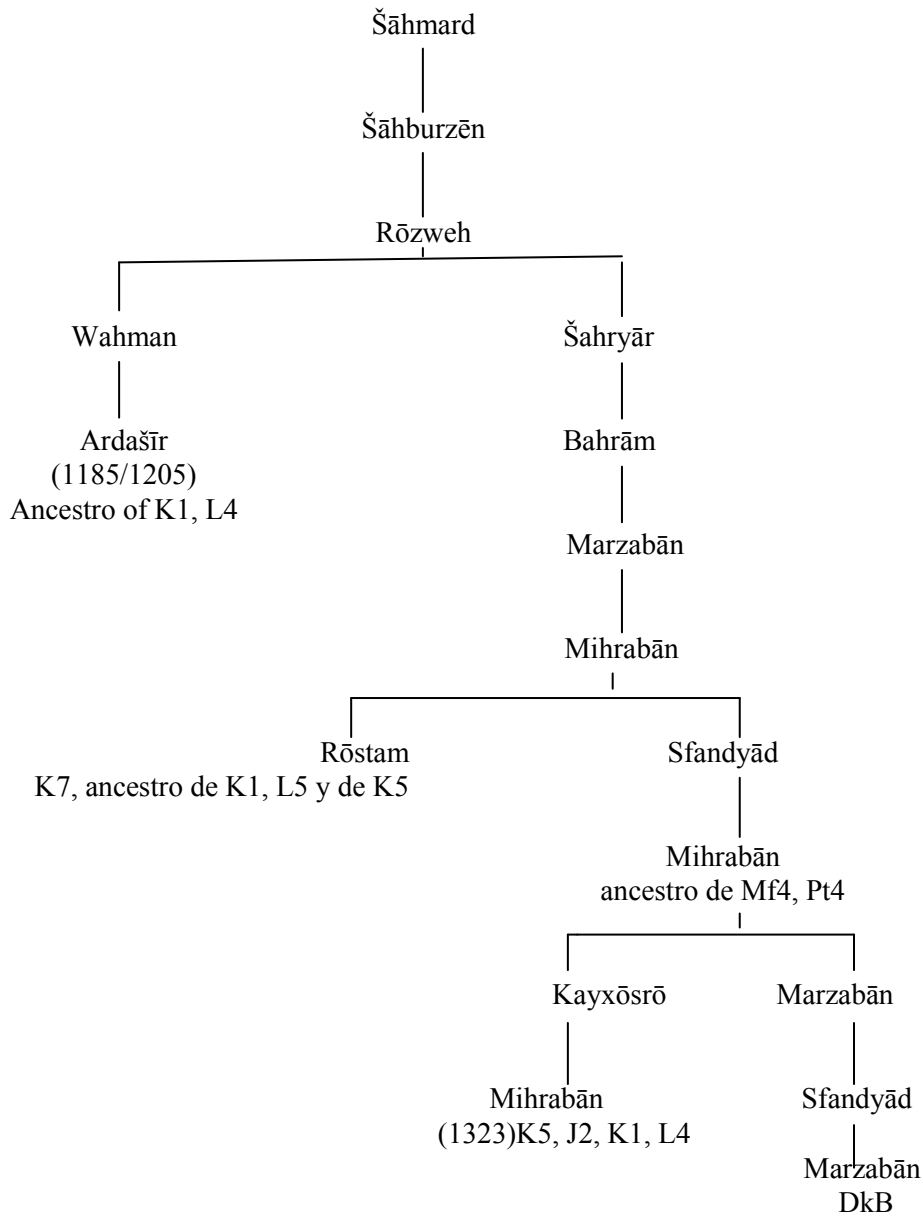 Šāhmard
Šāhburzēn
Rōzweh
Wahman
Šahryār
Ardašīr
(1185/1205)
Ancestro of K1, L4
Bahrām
Marzabān
Mihrabān
Rōstam
K7, ancestro de K1, L5 y de K5
Sfandyād
Mihrabān
ancestro de Mf4, Pt4
Kayxōsrō
Marzabān
Mihrabān
(1323)K5, J2, K1, L4
Sfandyād
Marzabān
DkB